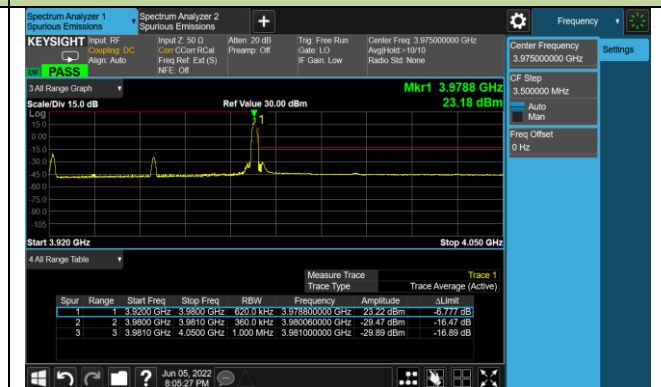 Spectrum Analyzer 1
Spurious Emissions
Spectrum Analyzer 2
Spurious Emissions
+
Frequency
KEYSIGHT
Input: RF
Coupling: DC
Align: Auto
Input Z: 50 Ω
Corr CCorr RCal
Freq Ref: Ext (S)
NFE: Off
Atten: 20 dB
Preamp: Off
Trig: Free Run
Gate: LO
IF Gain: Low
Center Freq: 3.975000000 GHz
Avg|Hold:>10/10
Radio Std: None
PASS
Center Frequency
3.975000000 GHz
Settings
CF Step
3.500000 MHz
Auto
Man
Freq Offset
0 Hz
3 All Range Graph
Mkr1 3.9788 GHz
Scale/Div 15.0 dB
Ref Value 30.00 dBm
23.18 dBm
Log
1
15.0
0.00
-15.0
-30.0
-45.0
-60.0
-75.0
-90.0
-105
Start 3.920 GHz
Stop 4.050 GHz
4 All Range Table
Measure Trace Trace 1
Trace Type Trace Average (Active)
Spur Range Start Freq Stop Freq RBW Frequency Amplitude ΔLimit
1 1 3.9200 GHz 3.9800 GHz 620.0 kHz 3.978800000 GHz 23.22 dBm -6.777 dB
2 2 3.9800 GHz 3.9810 GHz 360.0 kHz 3.980060000 GHz -29.47 dBm -16.47 dB
3 3 3.9810 GHz 4.0500 GHz 1.000 MHz 3.981000000 GHz -29.89 dBm -16.89 dB
?
Jun 05, 2022
8:05:27 PM